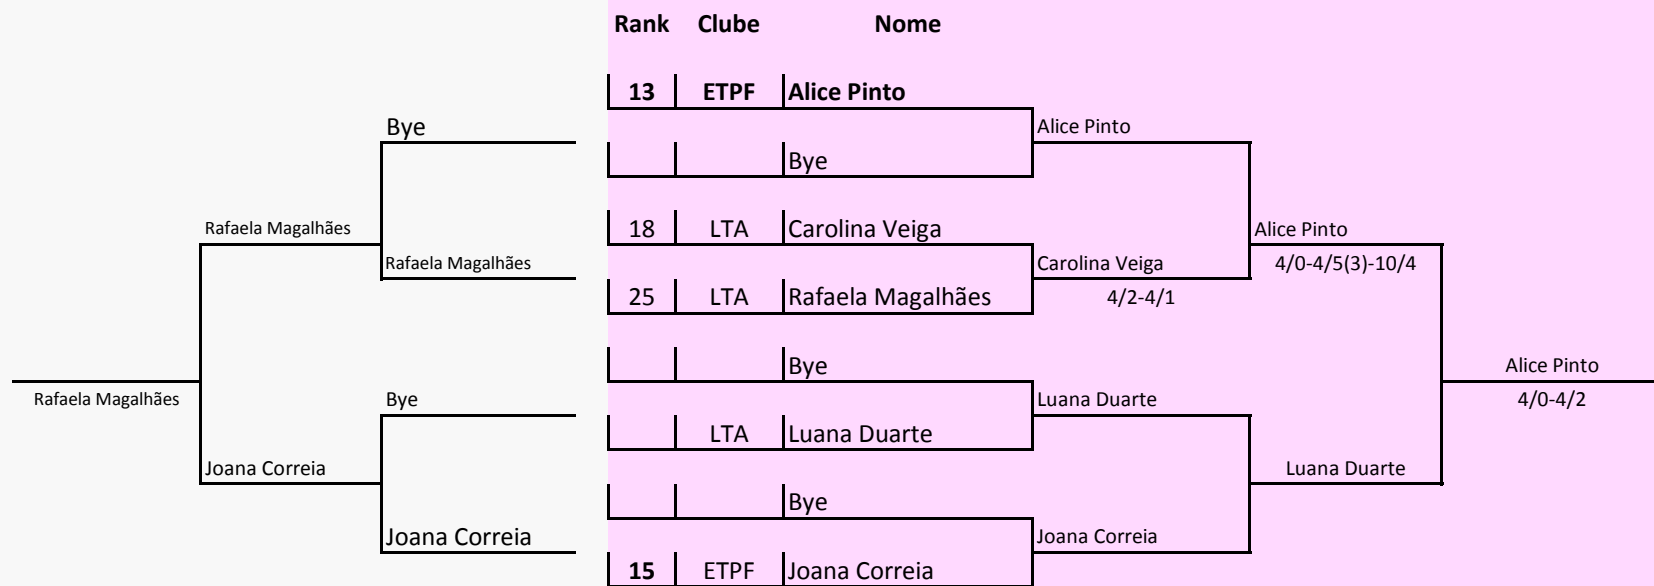 Rank Clube Nome
13 ETPF Alice Pinto
Bye Alice Pinto
Bye
Rafaela Magalhães 18 LTA Carolina Veiga Alice Pinto
Rafaela Magalhães Carolina Veiga 4/0-4/5(3)-10/4
25 LTA Rafaela Magalhães 4/2-4/1
Bye Alice Pinto
Rafaela Magalhães Bye Luana Duarte 4/0-4/2
LTA Luana Duarte
Joana Correia Luana Duarte
Bye
Joana Correia Joana Correia
15 ETPF Joana Correia